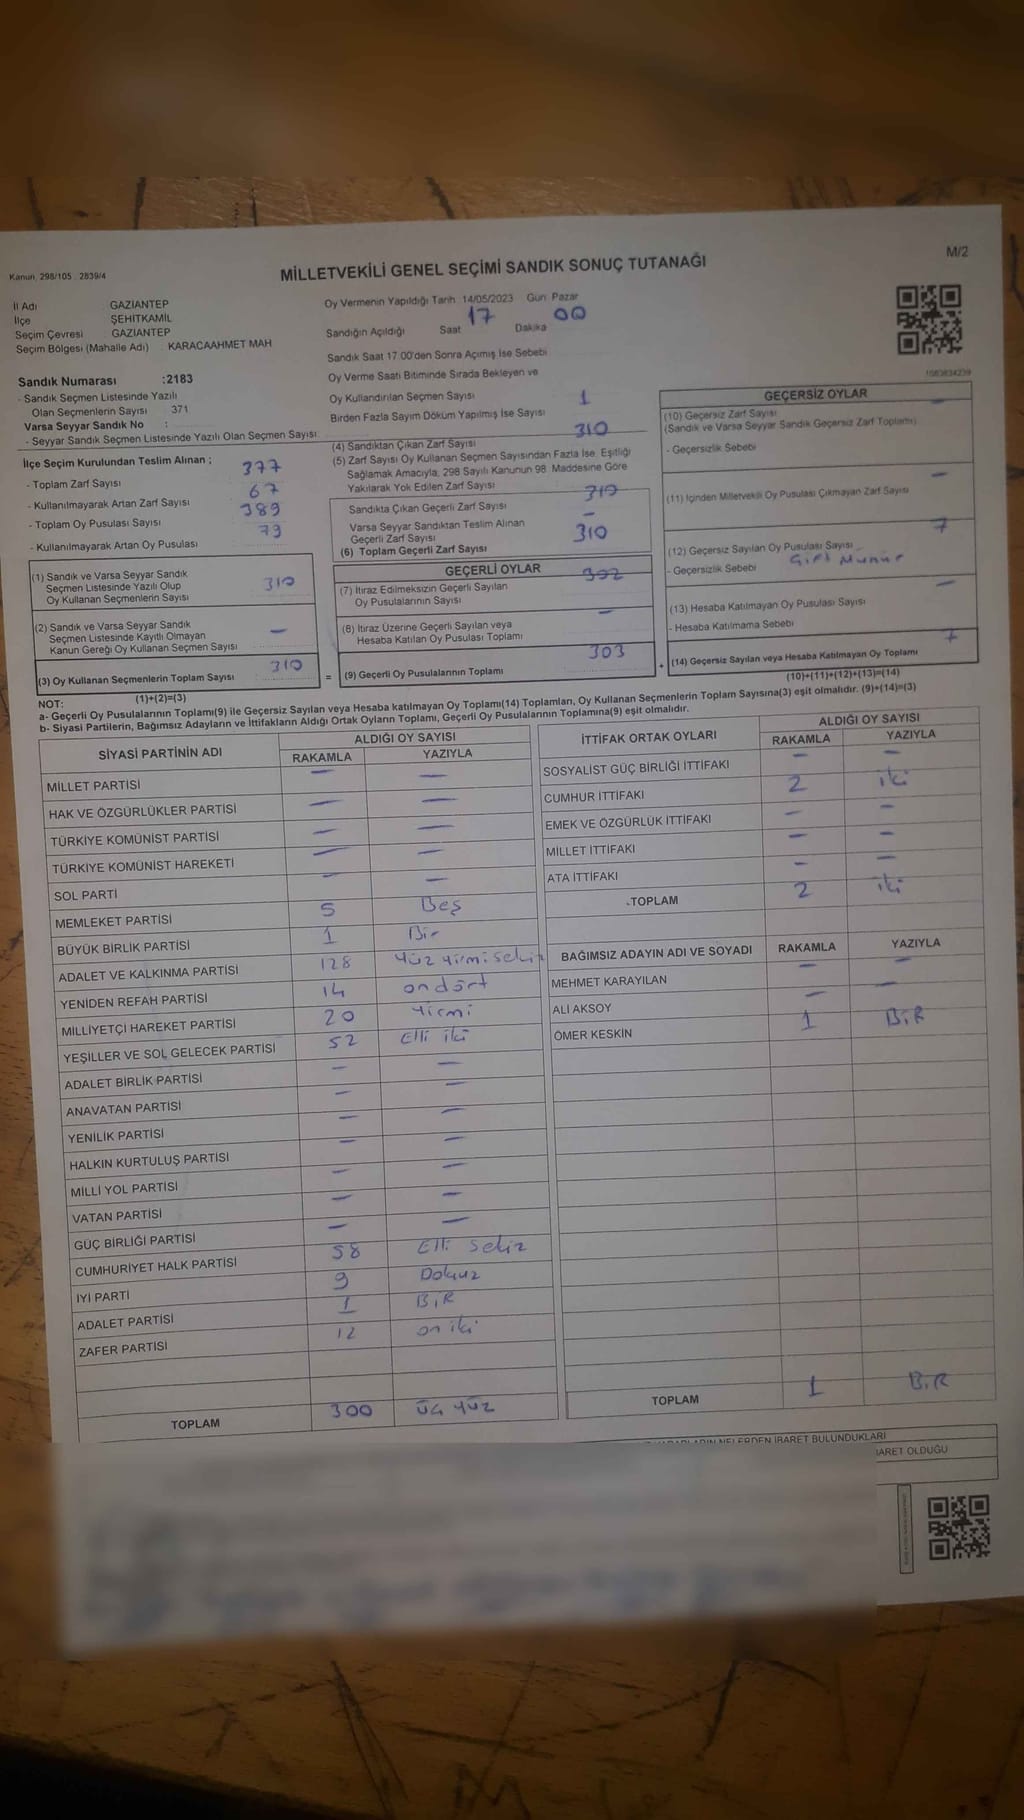 M/2
Kanun, 298/105 2839/4
MİLLETVEKİLİ GENEL SEÇİMİ SANDIK SONUÇ TUTANAĞI
İl Adı : GAZİANTEP
İlçe : ŞEHİTKAMİL
Seçim Çevresi : GAZİANTEP
Seçim Bölgesi (Mahalle Adı) : KARACAAHMET MAH
Oy Vermenin Yapıldığı Tarih 14/05/2023 Gün Pazar
Sandığın Açıldığı Saat 17 Dakika 00
Sandık Saat 17.00'den Sonra Açımış İse Sebebi
Sandık Numarası :2183
- Sandık Seçmen Listesinde Yazılı
Olan Seçmenlerin Sayısı 371
Varsa Seyyar Sandık No :
- Seyyar Sandık Seçmen Listesinde Yazılı Olan Seçmen Sayısı:
Oy Verme Saati Bitiminde Sırada Bekleyen ve
Oy Kullandırılan Seçmen Sayısı 1
Birden Fazla Sayım Döküm Yapılmış İse Sayısı
İlçe Seçim Kurulundan Teslim Alınan ;
- Toplam Zarf Sayısı 377
- Kullanılmayarak Artan Zarf Sayısı 67
- Toplam Oy Pusulası Sayısı 389
- Kullanılmayarak Artan Oy Pusulası 79
(4) Sandıktan Çıkan Zarf Sayısı 310
(5) Zarf Sayısı Oy Kullanan Seçmen Sayısından Fazla İse, Eşitliği
Sağlamak Amacıyla, 298 Sayılı Kanunun 98. Maddesine Göre
Yakılarak Yok Edilen Zarf Sayısı
Sandıkta Çıkan Geçerli Zarf Sayısı 310
Varsa Seyyar Sandıktan Teslim Alınan
Geçerli Zarf Sayısı –
(6) Toplam Geçerli Zarf Sayısı 310
1083834239
GEÇERSİZ OYLAR
(10) Geçersiz Zarf Sayısı –
(Sandık ve Varsa Seyyar Sandık Geçersiz Zarf Toplamı)
- Geçersizlik Sebebi
(11) İçinden Milletvekili Oy Pusulası Çıkmayan Zarf Sayısı –
(12) Geçersiz Sayılan Oy Pusulası Sayısı 7
- Geçersizlik Sebebi Çift Mühür
(13) Hesaba Katılmayan Oy Pusulası Sayısı –
- Hesaba Katılmama Sebebi
(14) Geçersiz Sayılan veya Hesaba Katılmayan Oy Toplamı 7
(10)+(11)+(12)+(13)=(14)
(1) Sandık ve Varsa Seyyar Sandık
Seçmen Listesinde Yazılı Olup
Oy Kullanan Seçmenlerin Sayısı 310
(2) Sandık ve Varsa Seyyar Sandık
Seçmen Listesinde Kayıtlı Olmayan
Kanun Gereği Oy Kullanan Seçmen Sayısı –
(3) Oy Kullanan Seçmenlerin Toplam Sayısı 310
(1)+(2)=(3)
=
GEÇERLİ OYLAR
(7) İtiraz Edilmeksizin Geçerli Sayılan
Oy Pusulalarının Sayısı
(8) İtiraz Üzerine Geçerli Sayılan veya
Hesaba Katılan Oy Pusulası Toplamı –
(9) Geçerli Oy Pusulalarının Toplamı 303
+
NOT:
a- Geçerli Oy Pusulalarının Toplamı(9) ile Geçersiz Sayılan veya Hesaba katılmayan Oy Toplamı(14) Toplamları, Oy Kullanan Seçmenlerin Toplam Sayısına(3) eşit olmalıdır. (9)+(14)=(3)
b- Siyasi Partilerin, Bağımsız Adayların ve İttifakların Aldığı Ortak Oyların Toplamı, Geçerli Oy Pusulalarının Toplamına(9) eşit olmalıdır.
SİYASİ PARTİNİN ADI ALDIĞI OY SAYISI
RAKAMLA YAZIYLA
MİLLET PARTİSİ – –
HAK VE ÖZGÜRLÜKLER PARTİSİ – –
TÜRKİYE KOMÜNİST PARTİSİ – –
TÜRKİYE KOMÜNİST HAREKETİ – –
SOL PARTİ – –
MEMLEKET PARTİSİ 5 Beş
BÜYÜK BİRLİK PARTİSİ 1 Bir
ADALET VE KALKINMA PARTİSİ 128 Yüz yirmi sekiz
YENİDEN REFAH PARTİSİ 14 on dört
MİLLİYETÇİ HAREKET PARTİSİ 20 Yirmi
YEŞİLLER VE SOL GELECEK PARTİSİ 52 Elli iki
ADALET BİRLİK PARTİSİ – –
ANAVATAN PARTİSİ – –
YENİLİK PARTİSİ – –
HALKIN KURTULUŞ PARTİSİ – –
MİLLİ YOL PARTİSİ – –
VATAN PARTİSİ – –
GÜÇ BİRLİĞİ PARTİSİ – –
CUMHURİYET HALK PARTİSİ 58 Elli Sekiz
İYİ PARTİ 9 Dokuz
ADALET PARTİSİ 1 BİR
ZAFER PARTİSİ 12 on iki
TOPLAM 300 ÜÇ YÜZ
İTTİFAK ORTAK OYLARI ALDIĞI OY SAYISI
RAKAMLA YAZIYLA
SOSYALİST GÜÇ BİRLİĞİ İTTİFAKI – –
CUMHUR İTTİFAKI 2 iki
EMEK VE ÖZGÜRLÜK İTTİFAKI – –
MİLLET İTTİFAKI – –
ATA İTTİFAKI – –
TOPLAM 2 iki
BAĞIMSIZ ADAYIN ADI VE SOYADI RAKAMLA YAZIYLA
MEHMET KARAYILAN – –
ALİ AKSOY – –
ÖMER KESKİN 1 BİR
TOPLAM 1 BİR
NELERDEN İBARET BULUNDUKLARI
OLDUĞU